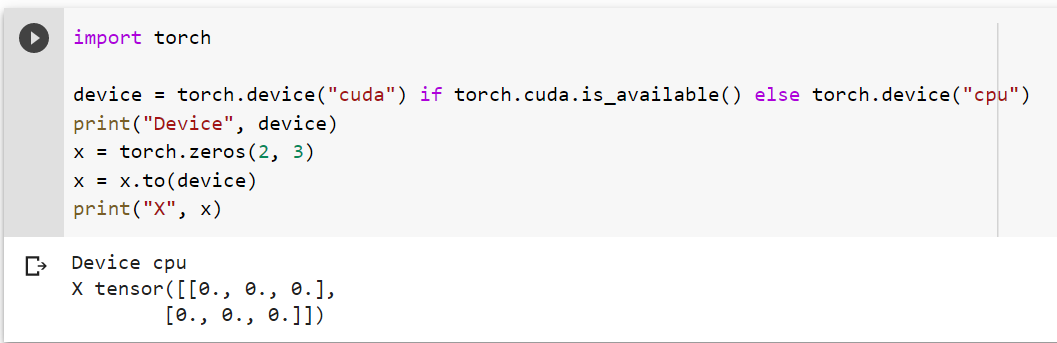 import torch
device = torch.device("cuda") if torch.cuda.is_available() else torch.device("cpu")
print("Device", device)
x = torch.zeros(2, 3)
x = x.to(device)
print("X", x)
Device cpu
X tensor([[0., 0., 0.],
        [0., 0., 0.]])